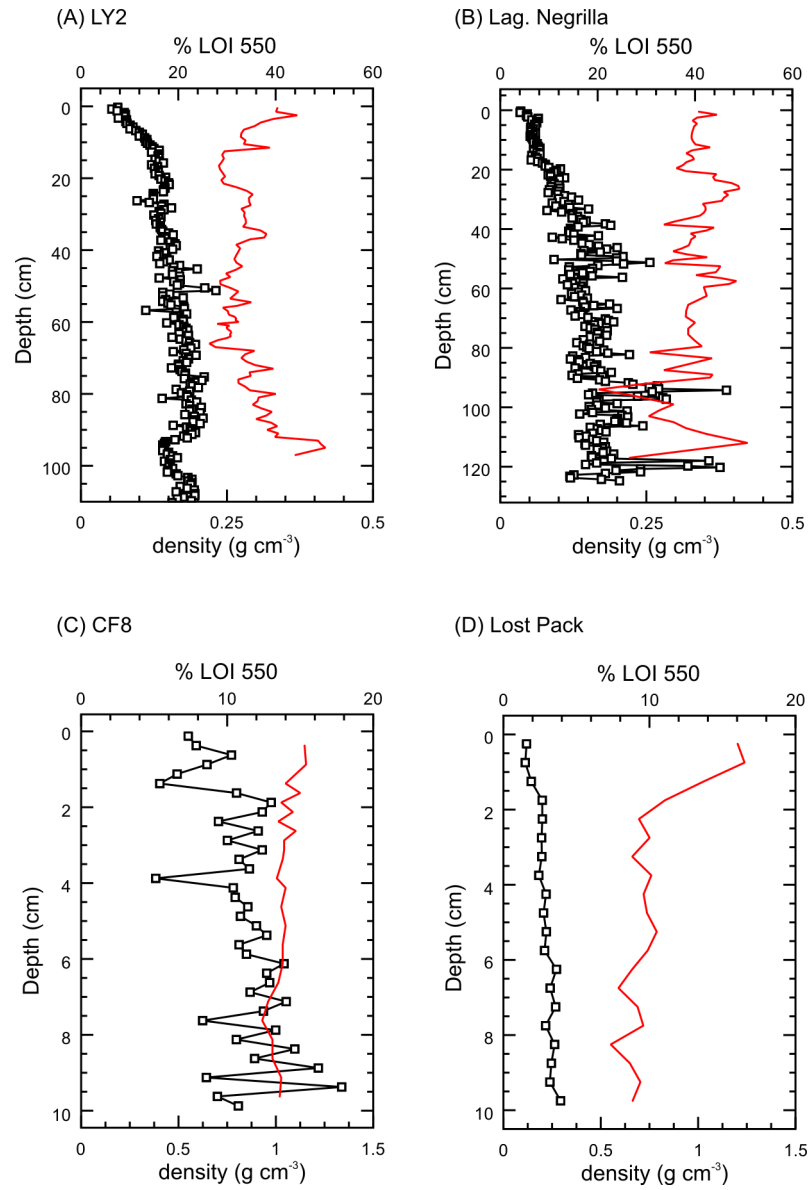 (A) LY2
% LOI 550
0 20 40 60
0
20
40
60
80
100
Depth (cm)
0 0.25 0.5
density (g cm⁻³)
(B) Lag. Negrilla
% LOI 550
0 20 40 60
0
20
40
60
80
100
120
Depth (cm)
0 0.25 0.5
density (g cm⁻³)
(C) CF8
% LOI 550
0 10 20
0
2
4
6
8
10
Depth (cm)
0 0.5 1 1.5
density (g cm⁻³)
(D) Lost Pack
% LOI 550
0 10 20
0
2
4
6
8
10
Depth (cm)
0 0.5 1 1.5
density (g cm⁻³)